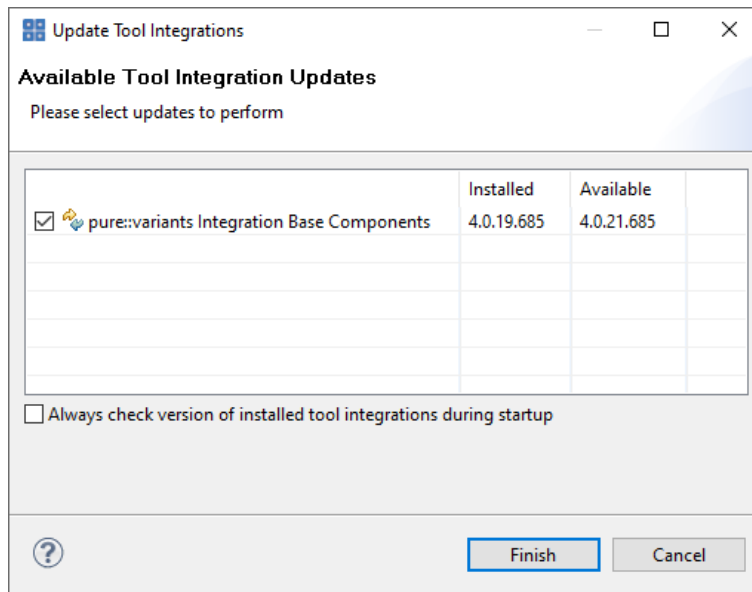 Update Tool Integrations
Available Tool Integration Updates
Please select updates to perform
Installed Available
pure::variants Integration Base Components 4.0.19.685 4.0.21.685
Always check version of installed tool integrations during startup
?
Finish Cancel